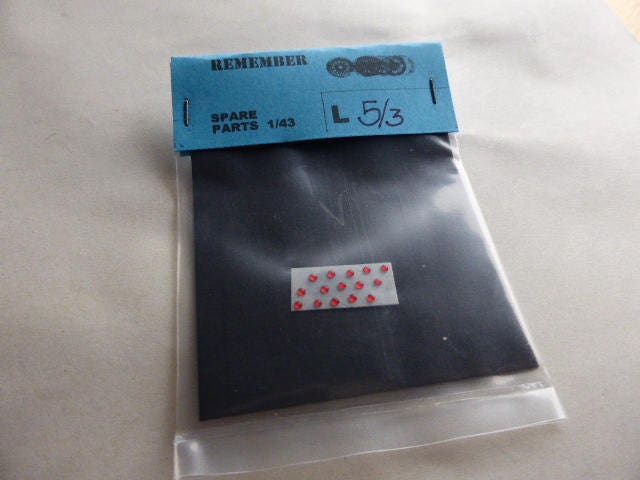 REMEMBER
SPARE
PARTS 1/43
L 5/3